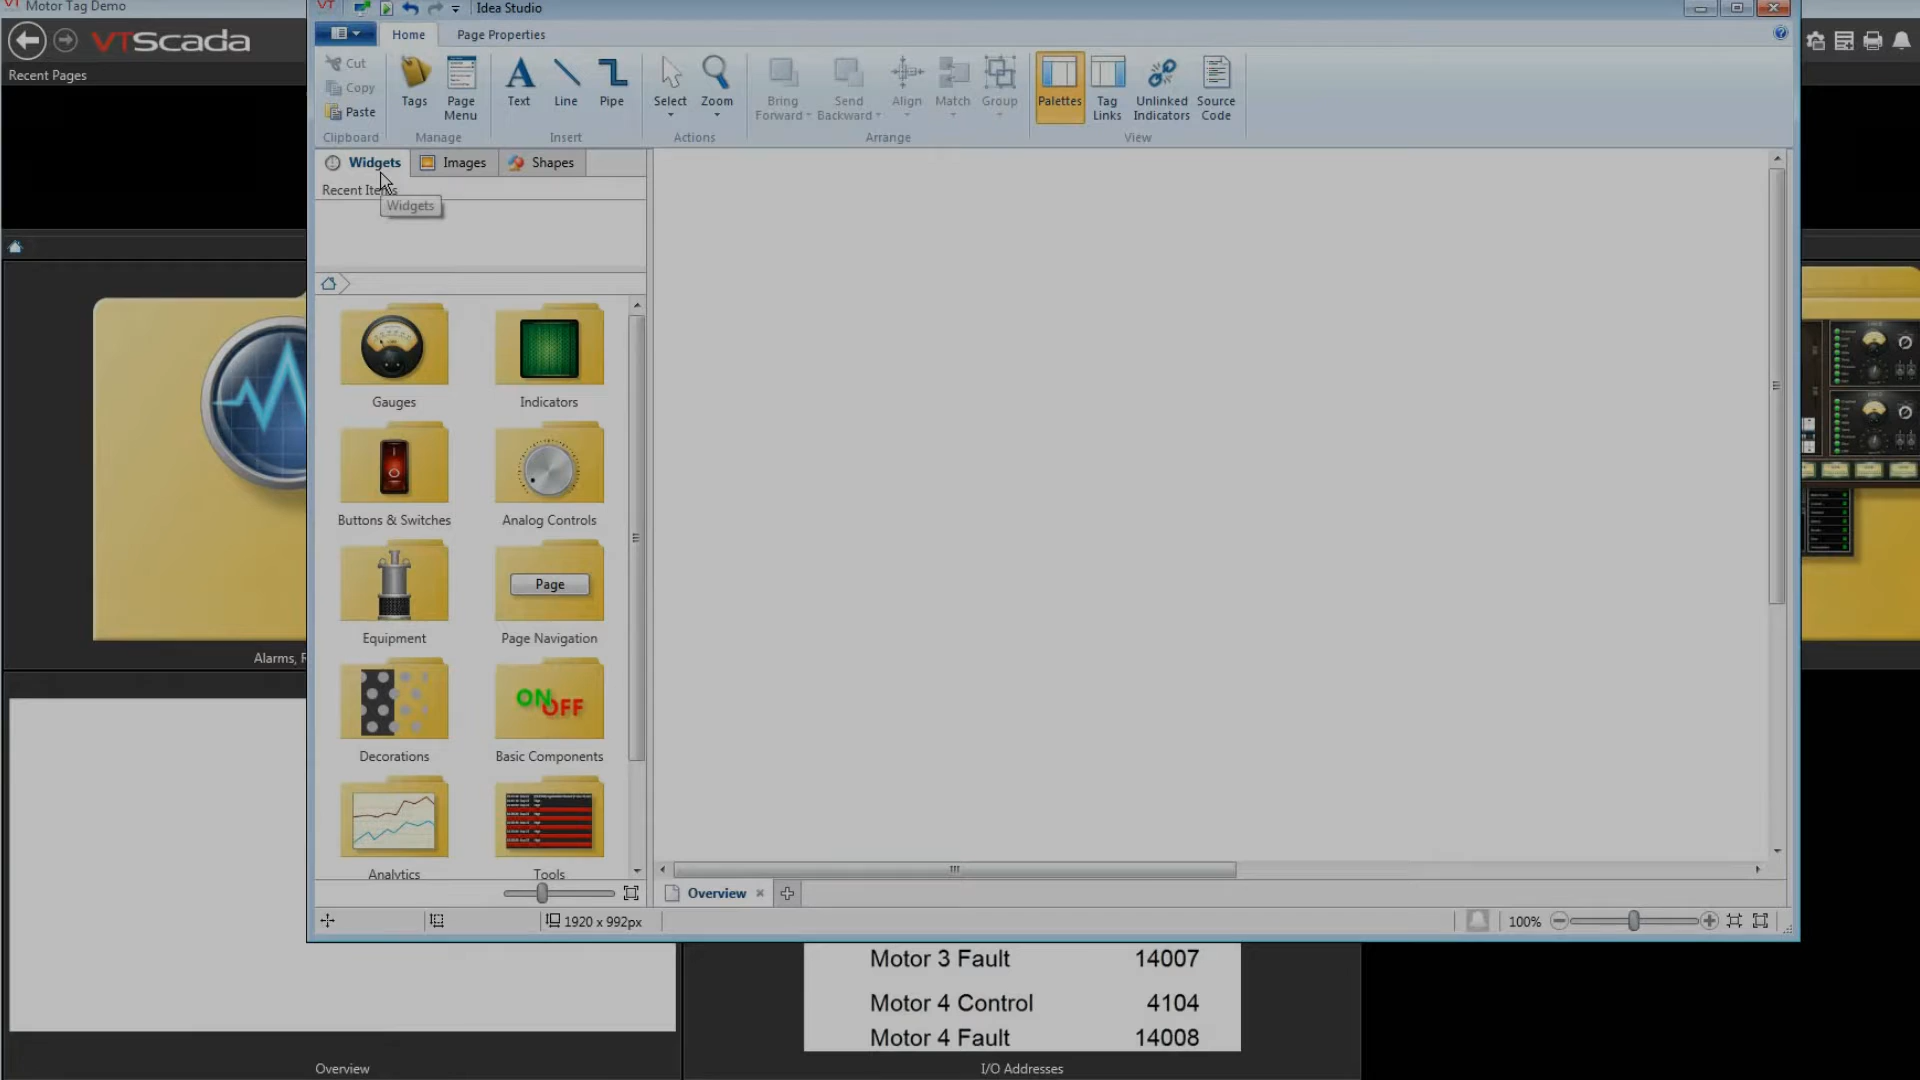 Motor Tag Demo
VTScada
Recent Pages
VT
Idea Studio
Home
Page Properties
Cut
Copy
Paste
Clipboard
Tags
Page Menu
Manage
Text
Line
Pipe
Insert
Select
Zoom
Actions
Bring Forward
Send Backward
Align
Match
Group
Arrange
Palettes
Tag Links
Unlinked Indicators
Source Code
View
Widgets
Images
Shapes
Recent Items
Widgets
Gauges
Indicators
Buttons & Switches
Analog Controls
Equipment
Page
Page Navigation
Decorations
ON
OFF
Basic Components
Analytics
Tools
Overview
1920 x 992px
100%
Alarms,
Motor 3 Fault 14007
Motor 4 Control 4104
Motor 4 Fault 14008
Overview
I/O Addresses